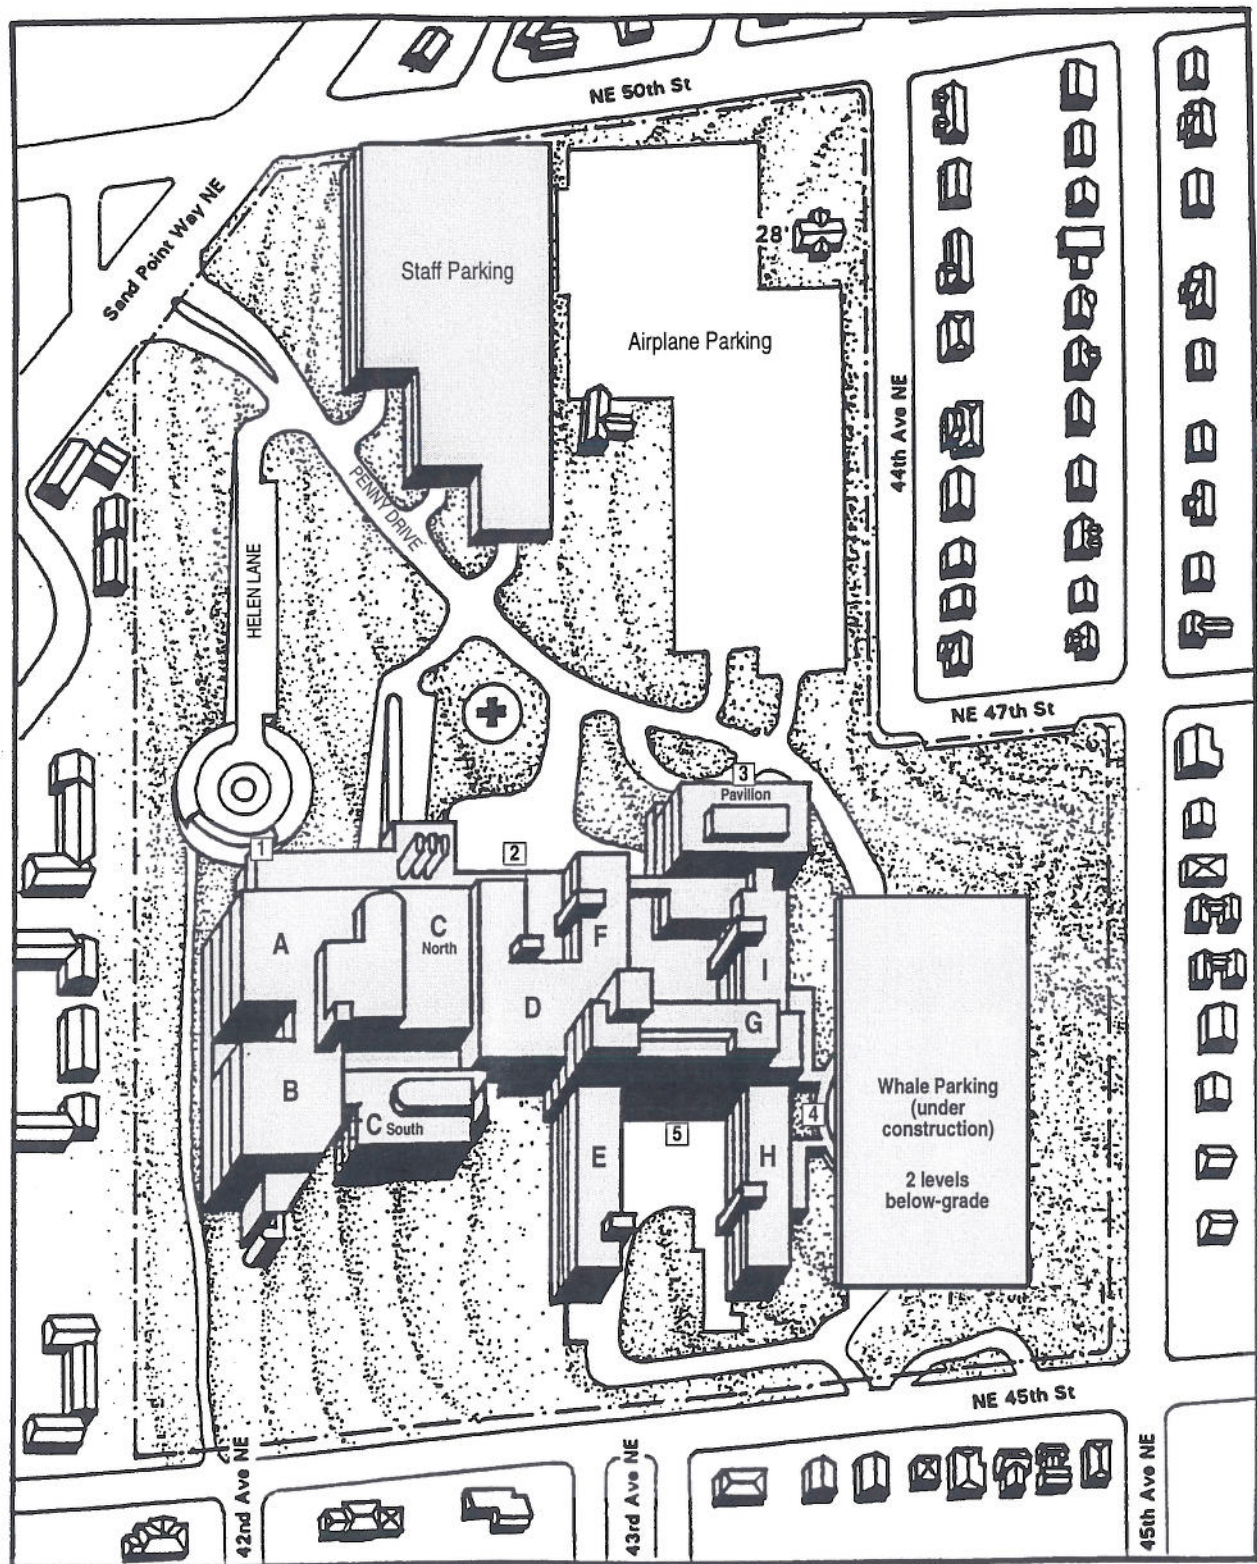 NE 50th St
Sand Point Way NE
Staff Parking
28'
Airplane Parking
44th Ave NE
PENNY DRIVE
HELEN LANE
NE 47th St
3
Pavilion
1
2
A
C
North
F
I
D
G
B
Whale Parking
(under
construction)
2 levels
below-grade
C South
4
5
E
H
NE 45th St
42nd Ave NE
43rd Ave NE
45th Ave NE